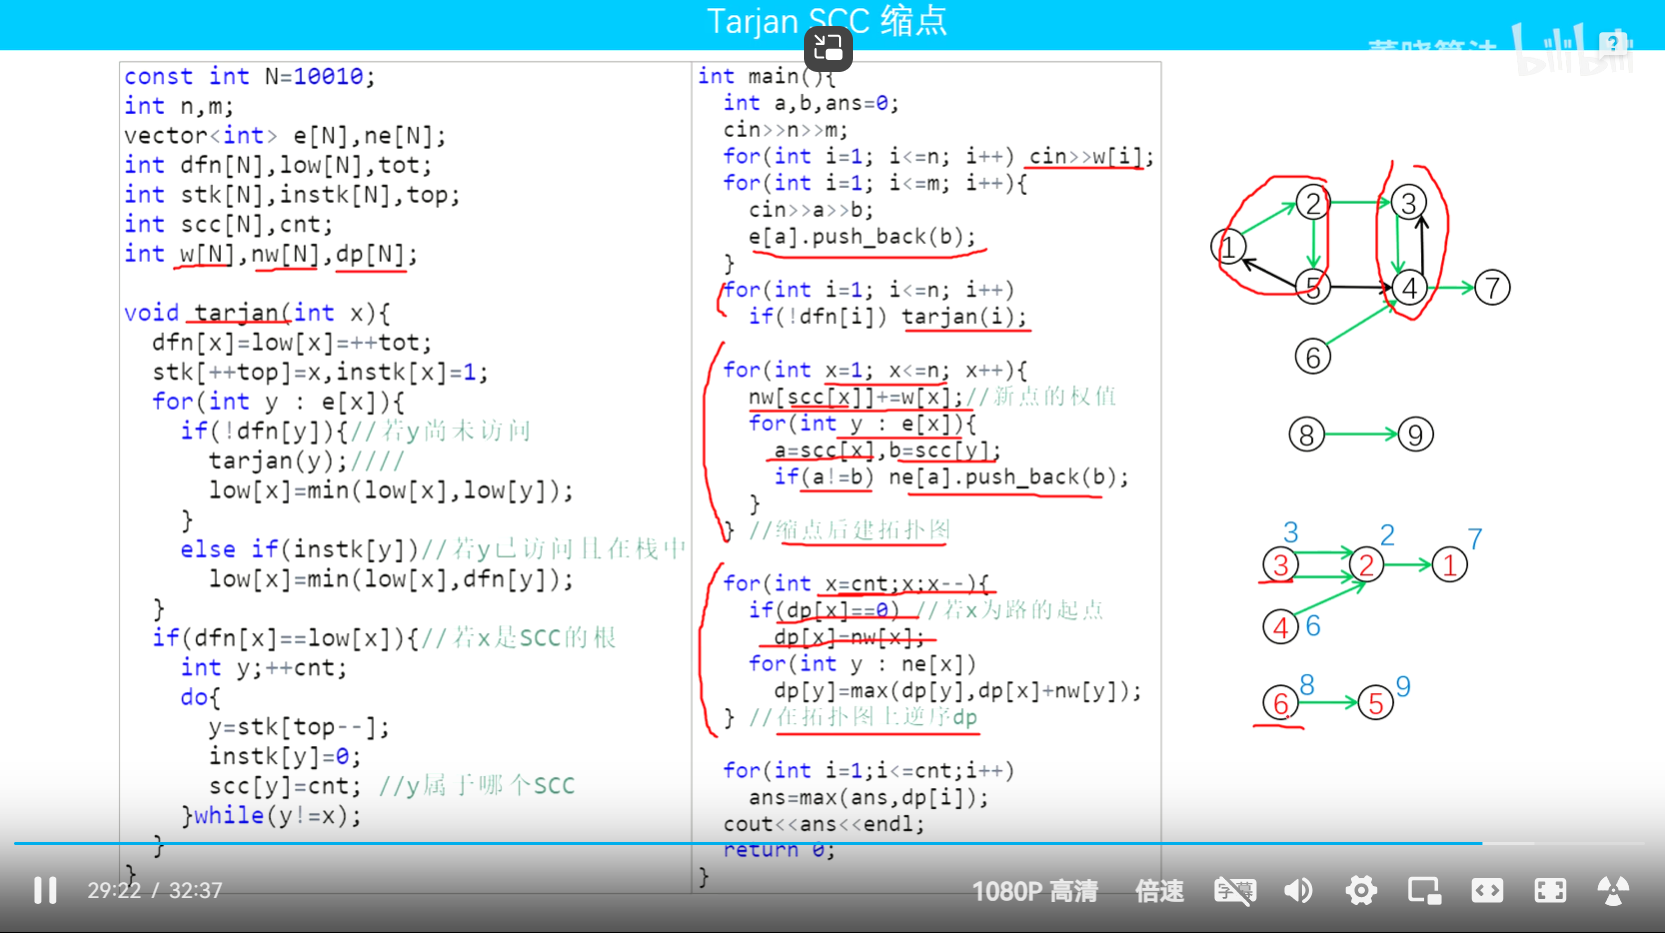 Tarjan SCC 缩点
董晓算法 bilibili
?
const int N=10010;
int n,m;
vector<int> e[N],ne[N];
int dfn[N],low[N],tot;
int stk[N],instk[N],top;
int scc[N],cnt;
int w[N],nw[N],dp[N];
void tarjan(int x){
dfn[x]=low[x]=++tot;
stk[++top]=x,instk[x]=1;
for(int y : e[x]){
if(!dfn[y]){//若y尚未访问
tarjan(y);////
low[x]=min(low[x],low[y]);
}
else if(instk[y])//若y已访问且在栈中
low[x]=min(low[x],dfn[y]);
}
if(dfn[x]==low[x]){//若x是SCC的根
int y;++cnt;
do{
y=stk[top--];
instk[y]=0;
scc[y]=cnt; //y属于哪个SCC
}while(y!=x);
}
}
int main(){
int a,b,ans=0;
cin>>n>>m;
for(int i=1; i<=n; i++) cin>>w[i];
for(int i=1; i<=m; i++){
cin>>a>>b;
e[a].push_back(b);
}
for(int i=1; i<=n; i++)
if(!dfn[i]) tarjan(i);
for(int x=1; x<=n; x++){
nw[scc[x]]+=w[x];//新点的权值
for(int y : e[x]){
a=scc[x],b=scc[y];
if(a!=b) ne[a].push_back(b);
}
} //缩点后建拓扑图
for(int x=cnt;x;x--){
if(dp[x]==0) //若x为路的起点
dp[x]=nw[x];
for(int y : ne[x])
dp[y]=max(dp[y],dp[x]+nw[y]);
} //在拓扑图上逆序dp
for(int i=1;i<=cnt;i++)
ans=max(ans,dp[i]);
cout<<ans<<endl;
return 0;
}
2 3
1
5 4 7
6
8 9
3 2 7
3 2 1
4 6
8 9
6 5
29:22 / 32:37
1080P 高清 倍速 字幕